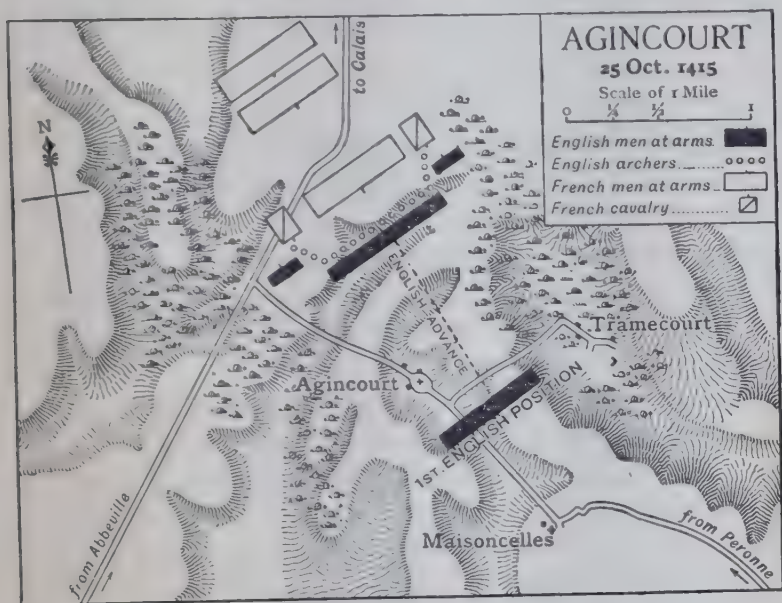 AGINCOURT
25 Oct. 1415
Scale of 1 Mile
0 ¼ ½ 1
English men at arms
English archers..........
French men at arms
French cavalry..........
to Calais
N
ENGLISH ADVANCE
Tramecourt
Agincourt
1ST. ENGLISH POSITION
Maisoncelles
from Abbeville
from Peronne